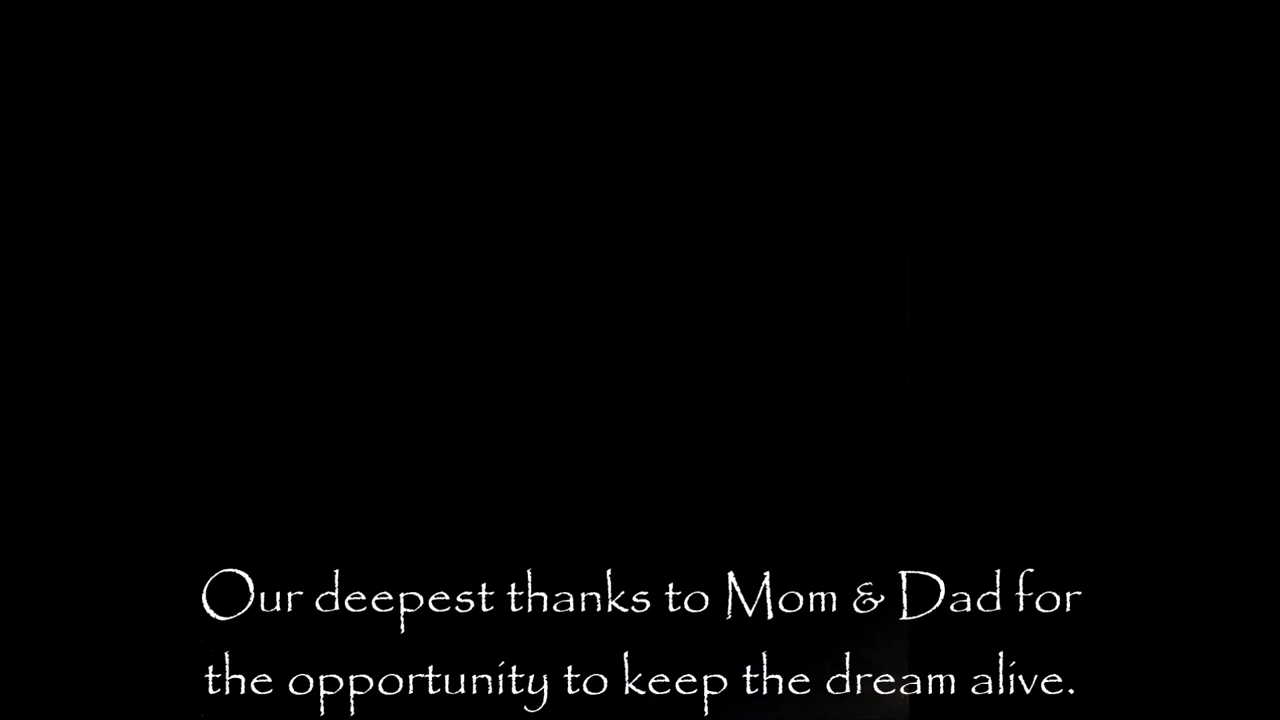 Our deepest thanks to Mom & Dad for
the opportunity to keep the dream alive.